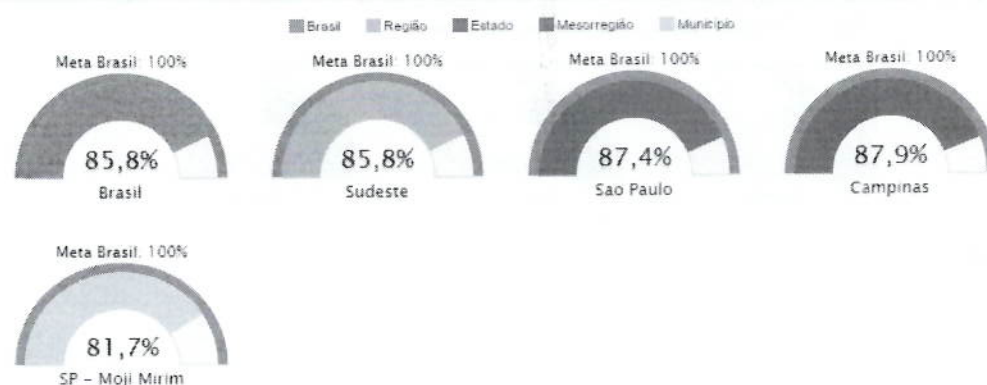 Brasil Região Estado Mesorregião Município
Meta Brasil: 100% Meta Brasil: 100% Meta Brasil: 100% Meta Brasil: 100%
85,8% 85,8% 87,4% 87,9%
Brasil Sudeste Sao Paulo Campinas
Meta Brasil: 100%
81,7%
SP - Moji Mirim